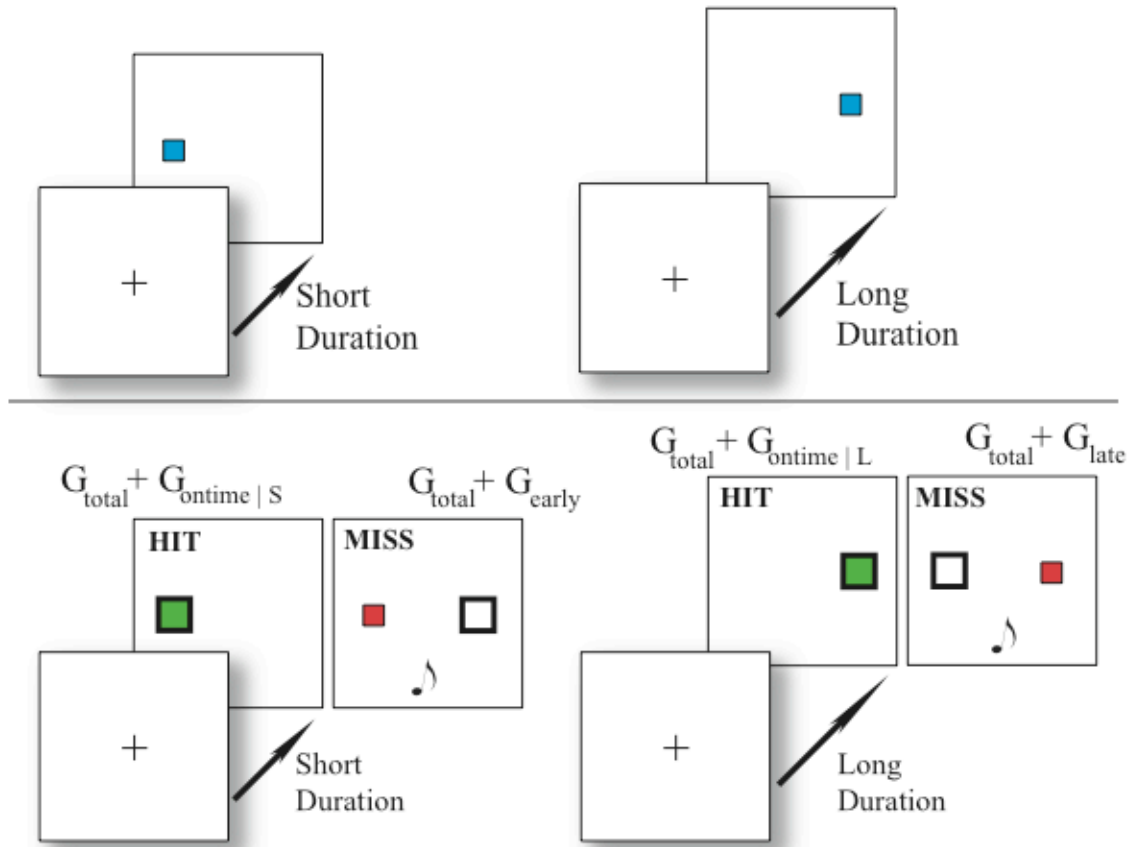 Short
Duration
Long
Duration
G_total + G_ontime | S
G_total + G_early
HIT
MISS
Short
Duration
G_total + G_ontime | L
G_total + G_late
HIT
MISS
Long
Duration